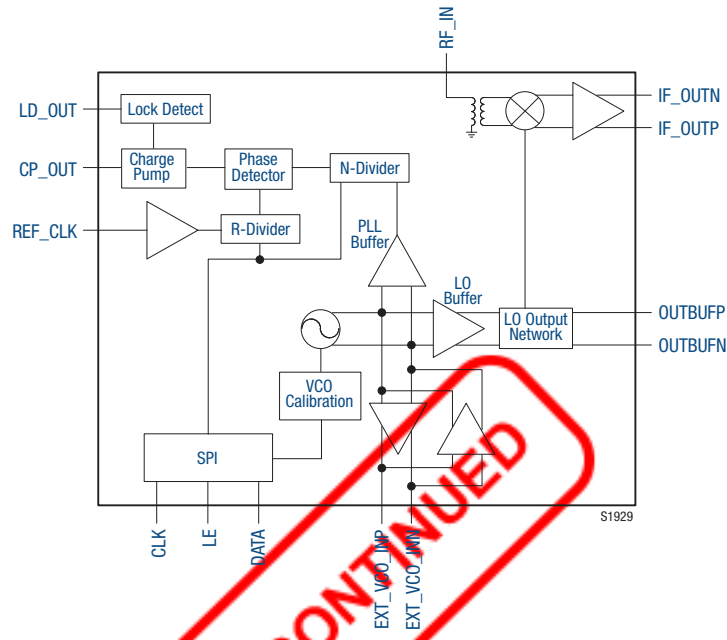 RF_IN
LD_OUT
Lock Detect
IF_OUTN
IF_OUTP
CP_OUT
Charge
Pump
Phase
Detector
N-Divider
REF_CLK
R-Divider
PLL
Buffer
LO
Buffer
LO Output
Network
OUTBUFP
OUTBUFN
VCO
Calibration
SPI
S1929
CLK
LE
DATA
EXT_VCO_INP
EXT_VCO_INN
CONTINUED